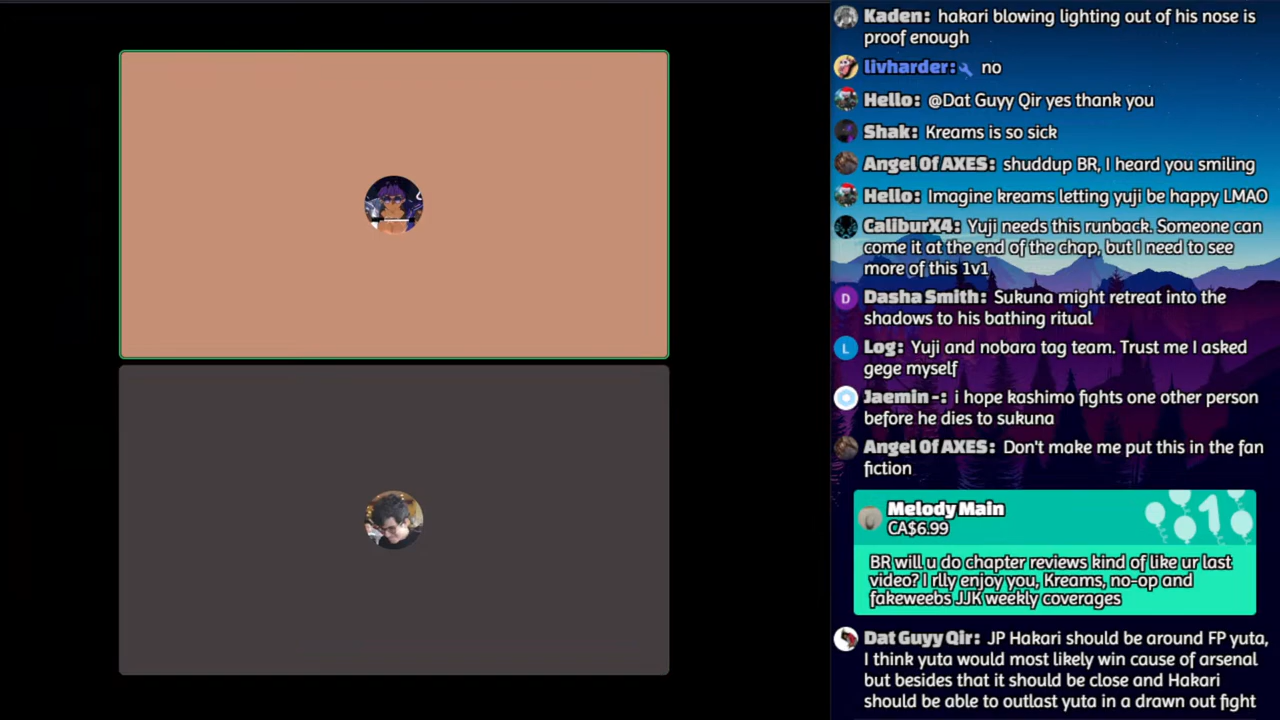 Kaden: hakari blowing lighting out of his nose is
proof enough
livharder: no
Hello: @Dat Guyy Qir yes thank you
Shak: Kreams is so sick
Angel Of AXES: shuddup BR, I heard you smiling
Hello: Imagine kreams letting yuji be happy LMAO
CaliburX4: Yuji needs this runback. Someone can
come it at the end of the chap, but I need to see
more of this 1v1
D Dasha Smith: Sukuna might retreat into the
shadows to his bathing ritual
L Log: Yuji and nobara tag team. Trust me I asked
gege myself
Jaemin -: i hope kashimo fights one other person
before he dies to sukuna
Angel Of AXES: Don't make me put this in the fan
fiction
Melody Main
CA$6.99
1
BR will u do chapter reviews kind of like ur last
video? I rlly enjoy you, Kreams, no-op and
fakeweebs JJK weekly coverages
Dat Guyy Qir: JP Hakari should be around FP yuta,
I think yuta would most likely win cause of arsenal
but besides that it should be close and Hakari
should be able to outlast yuta in a drawn out fight